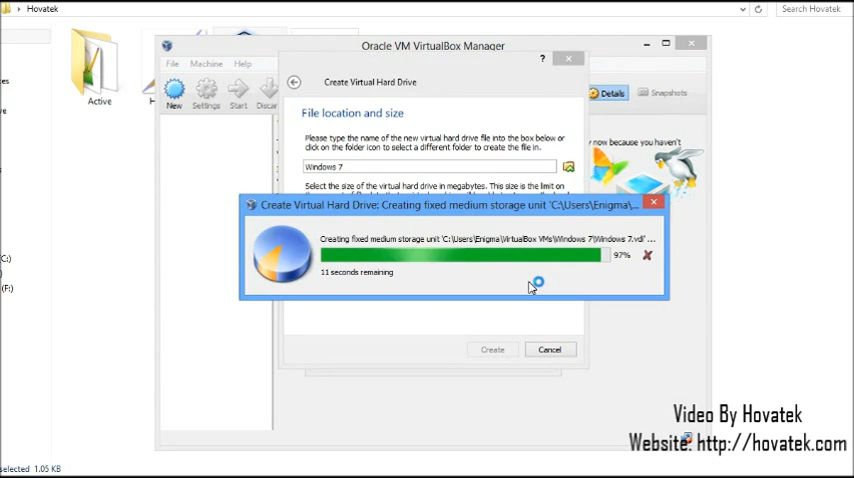 Hovatek
Search Hovatek
Oracle VM VirtualBox Manager
File Machine Help
Active
New Settings Start Discar
Details Snapshots
Create Virtual Hard Drive
File location and size
Please type the name of the new virtual hard drive file into the box below or
click on the folder icon to select a different folder to create the file in.
now because you haven't
Windows 7
Select the size of the virtual hard drive in megabytes. This size is the limit on
Create Virtual Hard Drive: Creating fixed medium storage unit 'C:\Users\Enigma\...
Creating fixed medium storage unit 'C:\Users\Enigma\VirtualBox VMs\Windows 7\Windows 7.vdi' ...
97%
11 seconds remaining
(C:)
(F:)
Create Cancel
Video By Hovatek
Website: http://hovatek.com
selected 1.05 KB